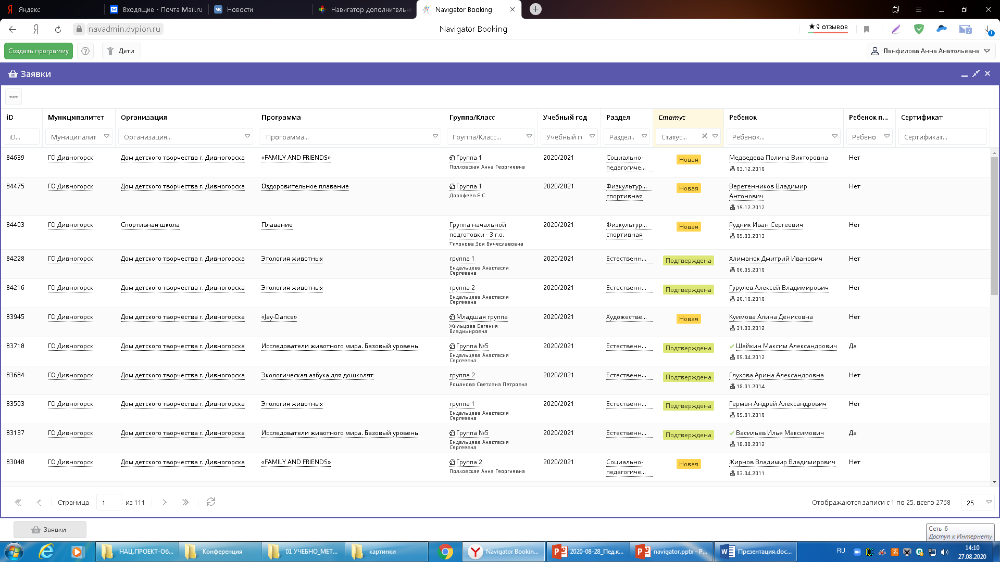 Яндекс
Входящие - Почта Mail.ru
Новости
Навигатор дополнительно
Navigator Booking
navadmin.dvpion.ru
Navigator Booking
★ 9 отзывов
7
1
Создать программу
Дети
Панфилова Анна Анатольевна
Заявки
iD Муниципалитет Организация Программа Группа/Класс Учебный год Раздел Статус Ребенок Ребенок п... Сертификат
iD... Муниципалит Организация... Программа... Группа/Класс... Учебный г Раздел.. Статус... Ребенок... Ребено Сертификат...
84639 ГО Дивногорск Дом детского творчества г. Дивногорска «FAMILY AND FRIENDS» Группа 1 2020/2021 Социально- Новая Медведева Полина Викторовна Нет
Полховская Анна Георгиевна педагогиче... 03.12.2010
84475 ГО Дивногорск Дом детского творчества г. Дивногорска Оздоровительное плавание Группа 1 2020/2021 Физкультур... Новая Веретенников Владимир Нет
Дорофеев Е.С. спортивная Антонович
19.12.2012
84403 ГО Дивногорск Спортивная школа Плавание Группа начальной 2020/2021 Физкультур... Новая Рудник Иван Сергеевич Нет
подготовки - 3 г.о. спортивная 09.03.2013
Тихонова Зоя Вячеславовна
84228 ГО Дивногорск Дом детского творчества г. Дивногорска Этология животных группа 1 2020/2021 Естественн... Подтверждена Хлиманок Дмитрий Иванович Нет
Ендальцева Анастасия 06.05.2010
Сергеевна
84216 ГО Дивногорск Дом детского творчества г. Дивногорска Этология животных группа 2 2020/2021 Естественн... Подтверждена Гурулев Алексей Владимирович Нет
Ендальцева Анастасия 20.10.2010
Сергеевна
83945 ГО Дивногорск Дом детского творчества г. Дивногорска «Jay-Dance» Младшая группа 2020/2021 Художестве... Новая Куимова Алина Денисовна Нет
Жильцова Евгения 31.03.2012
Владимировна
83718 ГО Дивногорск Дом детского творчества г. Дивногорска Исследователи животного мира. Базовый уровень Группа №5 2020/2021 Естественн... Подтверждена Шейкин Максим Александрович Да
Ендальцева Анастасия 05.04.2012
Сергеевна
83684 ГО Дивногорск Дом детского творчества г. Дивногорска Экологическая азбука для дошколят группа 2 2020/2021 Естественн... Подтверждена Глухова Арина Александровна Нет
Романова Светлана Петровна 18.01.2014
83503 ГО Дивногорск Дом детского творчества г. Дивногорска Этология животных группа 1 2020/2021 Естественн... Подтверждена Герман Андрей Александрович Нет
Ендальцева Анастасия 05.01.2010
Сергеевна
83137 ГО Дивногорск Дом детского творчества г. Дивногорска Исследователи животного мира. Базовый уровень Группа №5 2020/2021 Естественн... Подтверждена Васильев Илья Максимович Да
Ендальцева Анастасия 18.08.2012
Сергеевна
83048 ГО Дивногорск Дом детского творчества г. Дивногорска «FAMILY AND FRIENDS» Группа 2 2020/2021 Социально- Новая Жирнов Владимир Владимирович Нет
Полховская Анна Георгиевна педагогиче... 03.04.2011
Страница 1 из 111
Отображаются записи с 1 по 25, всего 2768 25
Заявки
Сеть 6
Доступ к Интернету
НАЦ.ПРОЕКТ-Об...
Конференция
01 УЧЕБНО_МЕТ...
картинки
Navigator Bookin...
2020-08-28_Пед.к...
navigator.pptx - P...
Презентация.doc...
RU
14:10
27.08.2020